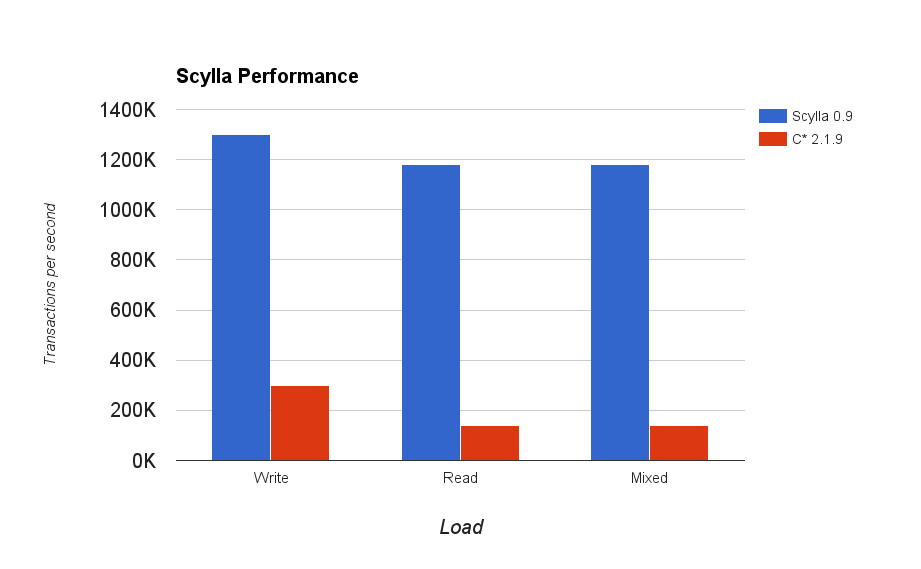 Scylla Performance
1400K
1200K
1000K
800K
600K
400K
200K
0K
Transactions per second
Write
Read
Mixed
Load
Scylla 0.9
C* 2.1.9